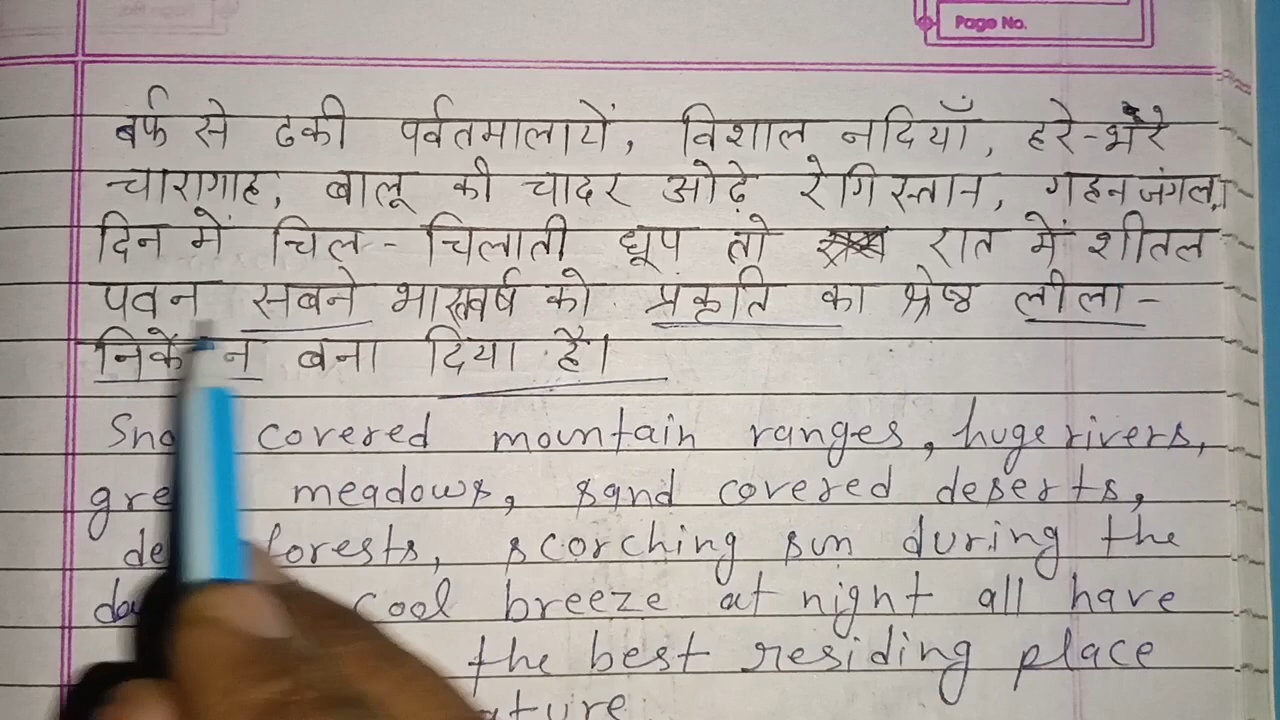 Page No.
बर्फ से ढकी पर्वतमालायें, विशाल नदियाँ, हरे-भरे
चारागाह, बालू की चादर ओढ़े रेगिस्तान, गहन जंगल,
दिन में चिल-चिलाती धूप तो रात में शीतल
पवन सबने भारतवर्ष को प्रकृति का श्रेष्ठ लीला-
बना दिया है।
covered mountain ranges, huge rivers,
meadows, sand covered deserts,
forests, scorching sun during the
cool breeze at night all have
the best residing place